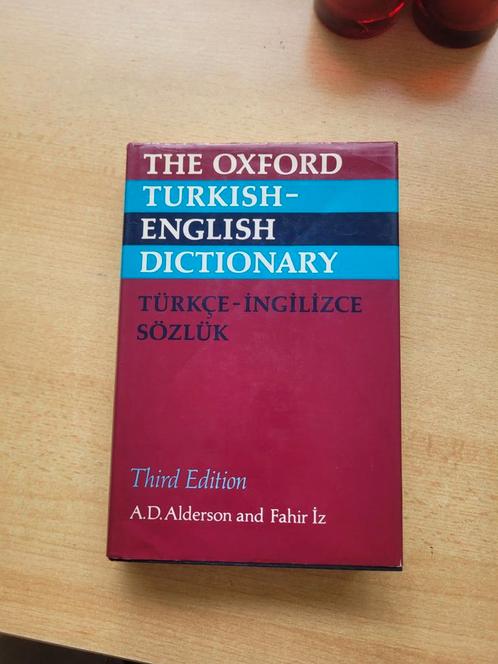 THE OXFORD
TURKISH-
ENGLISH
DICTIONARY
TÜRKÇE-İNGİLİZCE
SÖZLÜK
Third Edition
A.D. Alderson and Fahir İz